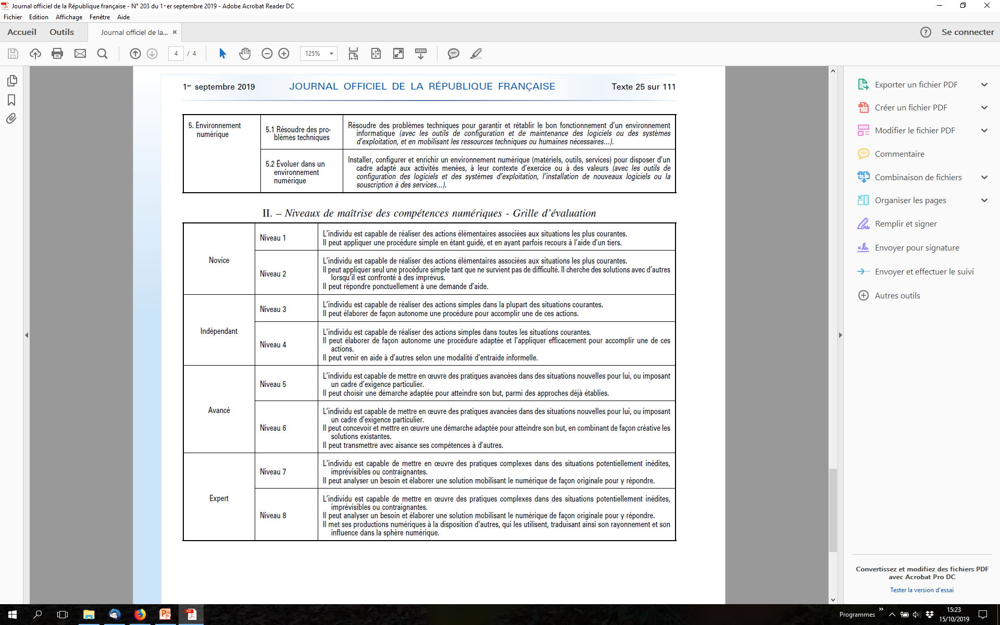 Journal officiel de la République française - N° 203 du 1･er septembre 2019 - Adobe Acrobat Reader DC
Fichier Edition Affichage Fenêtre Aide
Accueil Outils Journal officiel de la... × Se connecter
4 / 4 125%
1er septembre 2019 JOURNAL OFFICIEL DE LA RÉPUBLIQUE FRANÇAISE Texte 25 sur 111
5. Environnement
numérique
5.1 Résoudre des pro-
blèmes techniques
Résoudre des problèmes techniques pour garantir et rétablir le bon fonctionnement d’un environnement
informatique (avec les outils de configuration et de maintenance des logiciels ou des systèmes
d’exploitation, et en mobilisant les ressources techniques ou humaines nécessaires...).
5.2 Évoluer dans un
environnement
numérique
Installer, configurer et enrichir un environnement numérique (matériels, outils, services) pour disposer d’un
cadre adapté aux activités menées, à leur contexte d’exercice ou à des valeurs (avec les outils de
configuration des logiciels et des systèmes d’exploitation, l’installation de nouveaux logiciels ou la
souscription à des services...).
II. – Niveaux de maîtrise des compétences numériques - Grille d’évaluation
Novice
Niveau 1
L’individu est capable de réaliser des actions élémentaires associées aux situations les plus courantes.
Il peut appliquer une procédure simple en étant guidé, et en ayant parfois recours à l’aide d’un tiers.
Niveau 2
L’individu est capable de réaliser des actions élémentaires associées aux situations les plus courantes.
Il peut appliquer seul une procédure simple tant que ne survient pas de difficulté. Il cherche des solutions avec d’autres
lorsqu’il est confronté à des imprévus.
Il peut répondre ponctuellement à une demande d’aide.
Indépendant
Niveau 3
L’individu est capable de réaliser des actions simples dans la plupart des situations courantes.
Il peut élaborer de façon autonome une procédure pour accomplir une de ces actions.
Niveau 4
L’individu est capable de réaliser des actions simples dans toutes les situations courantes.
Il peut élaborer de façon autonome une procédure adaptée et l’appliquer efficacement pour accomplir une de ces
actions.
Il peut venir en aide à d’autres selon une modalité d’entraide informelle.
Avancé
Niveau 5
L’individu est capable de mettre en œuvre des pratiques avancées dans des situations nouvelles pour lui, ou imposant
un cadre d’exigence particulier.
Il peut choisir une démarche adaptée pour atteindre son but, parmi des approches déjà établies.
Niveau 6
L’individu est capable de mettre en œuvre des pratiques avancées dans des situations nouvelles pour lui, ou imposant
un cadre d’exigence particulier.
Il peut concevoir et mettre en œuvre une démarche adaptée pour atteindre son but, en combinant de façon créative les
solutions existantes.
Il peut transmettre avec aisance ses compétences à d’autres.
Expert
Niveau 7
L’individu est capable de mettre en œuvre des pratiques complexes dans des situations potentiellement inédites,
imprévisibles ou contraignantes.
Il peut analyser un besoin et élaborer une solution mobilisant le numérique de façon originale pour y répondre.
Niveau 8
L’individu est capable de mettre en œuvre des pratiques complexes dans des situations potentiellement inédites,
imprévisibles ou contraignantes.
Il peut analyser un besoin et élaborer une solution mobilisant le numérique de façon originale pour y répondre.
Il met ses productions numériques à la disposition d’autres, qui les utilisent, traduisant ainsi son rayonnement et son
influence dans la sphère numérique.
Exporter un fichier PDF
Créer un fichier PDF
Modifier le fichier PDF
Commentaire
Combinaison de fichiers
Organiser les pages
Remplir et signer
Envoyer pour signature
Envoyer et effectuer le suivi
Autres outils
Convertissez et modifiez des fichiers PDF
avec Acrobat Pro DC
Tester la version d'essai
Programmes
15:23
15/10/2019